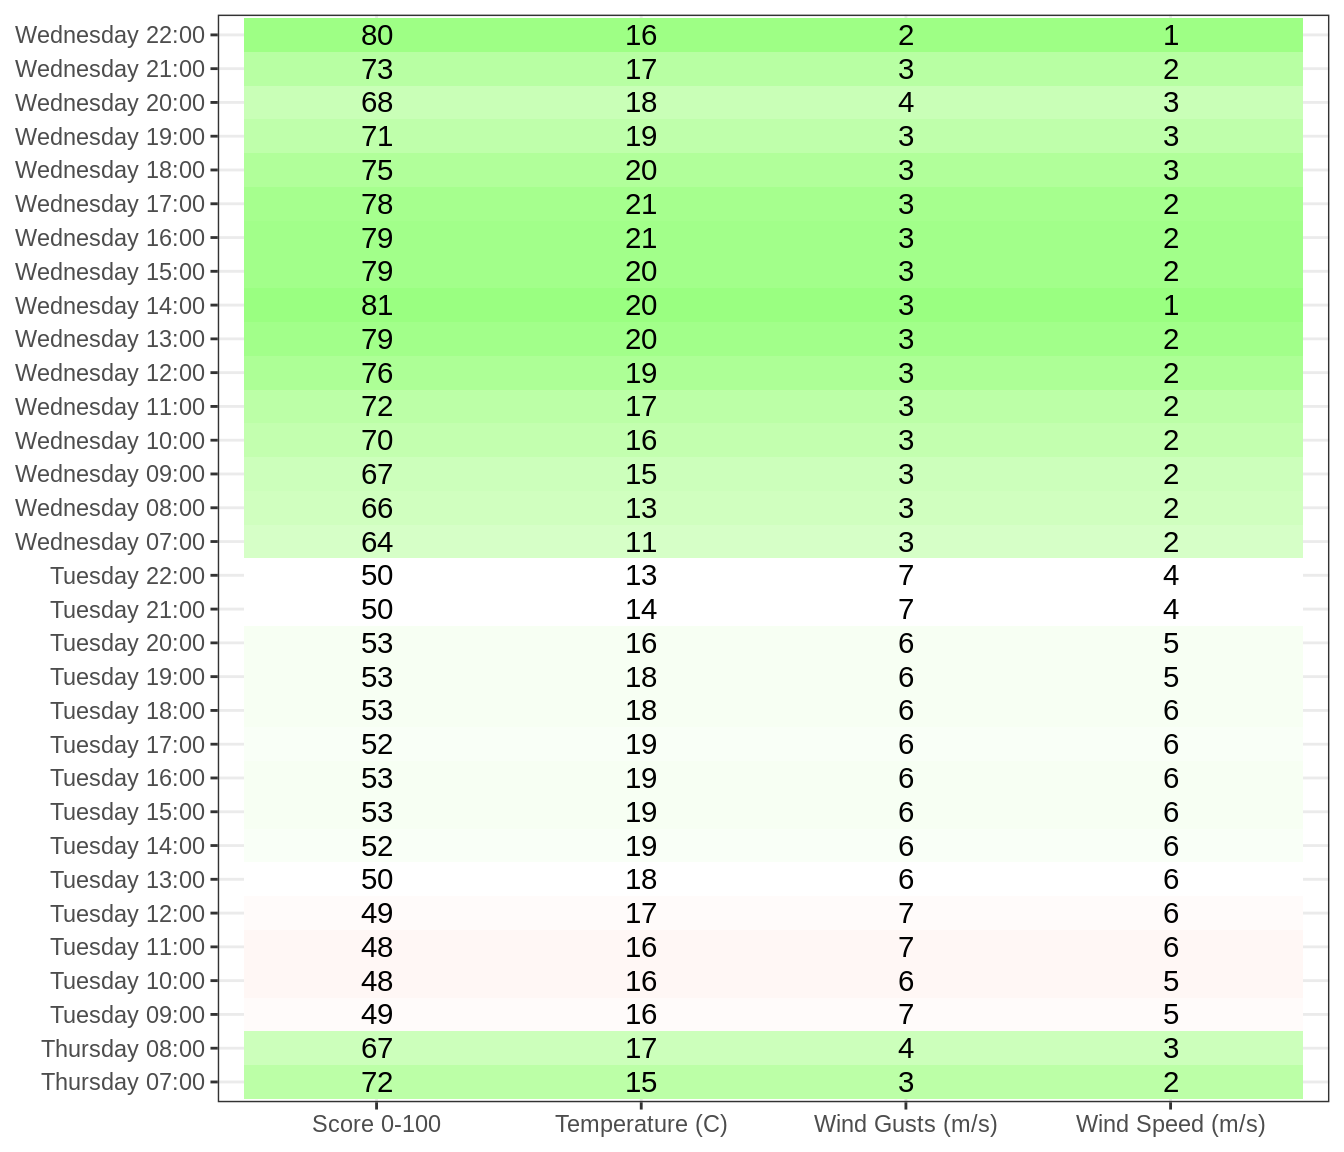 Wednesday 22:00 80 16 2 1
Wednesday 21:00 73 17 3 2
Wednesday 20:00 68 18 4 3
Wednesday 19:00 71 19 3 3
Wednesday 18:00 75 20 3 3
Wednesday 17:00 78 21 3 2
Wednesday 16:00 79 21 3 2
Wednesday 15:00 79 20 3 2
Wednesday 14:00 81 20 3 1
Wednesday 13:00 79 20 3 2
Wednesday 12:00 76 19 3 2
Wednesday 11:00 72 17 3 2
Wednesday 10:00 70 16 3 2
Wednesday 09:00 67 15 3 2
Wednesday 08:00 66 13 3 2
Wednesday 07:00 64 11 3 2
Tuesday 22:00 50 13 7 4
Tuesday 21:00 50 14 7 4
Tuesday 20:00 53 16 6 5
Tuesday 19:00 53 18 6 5
Tuesday 18:00 53 18 6 6
Tuesday 17:00 52 19 6 6
Tuesday 16:00 53 19 6 6
Tuesday 15:00 53 19 6 6
Tuesday 14:00 52 19 6 6
Tuesday 13:00 50 18 6 6
Tuesday 12:00 49 17 7 6
Tuesday 11:00 48 16 7 6
Tuesday 10:00 48 16 6 5
Tuesday 09:00 49 16 7 5
Thursday 08:00 67 17 4 3
Thursday 07:00 72 15 3 2
Score 0-100 Temperature (C) Wind Gusts (m/s) Wind Speed (m/s)